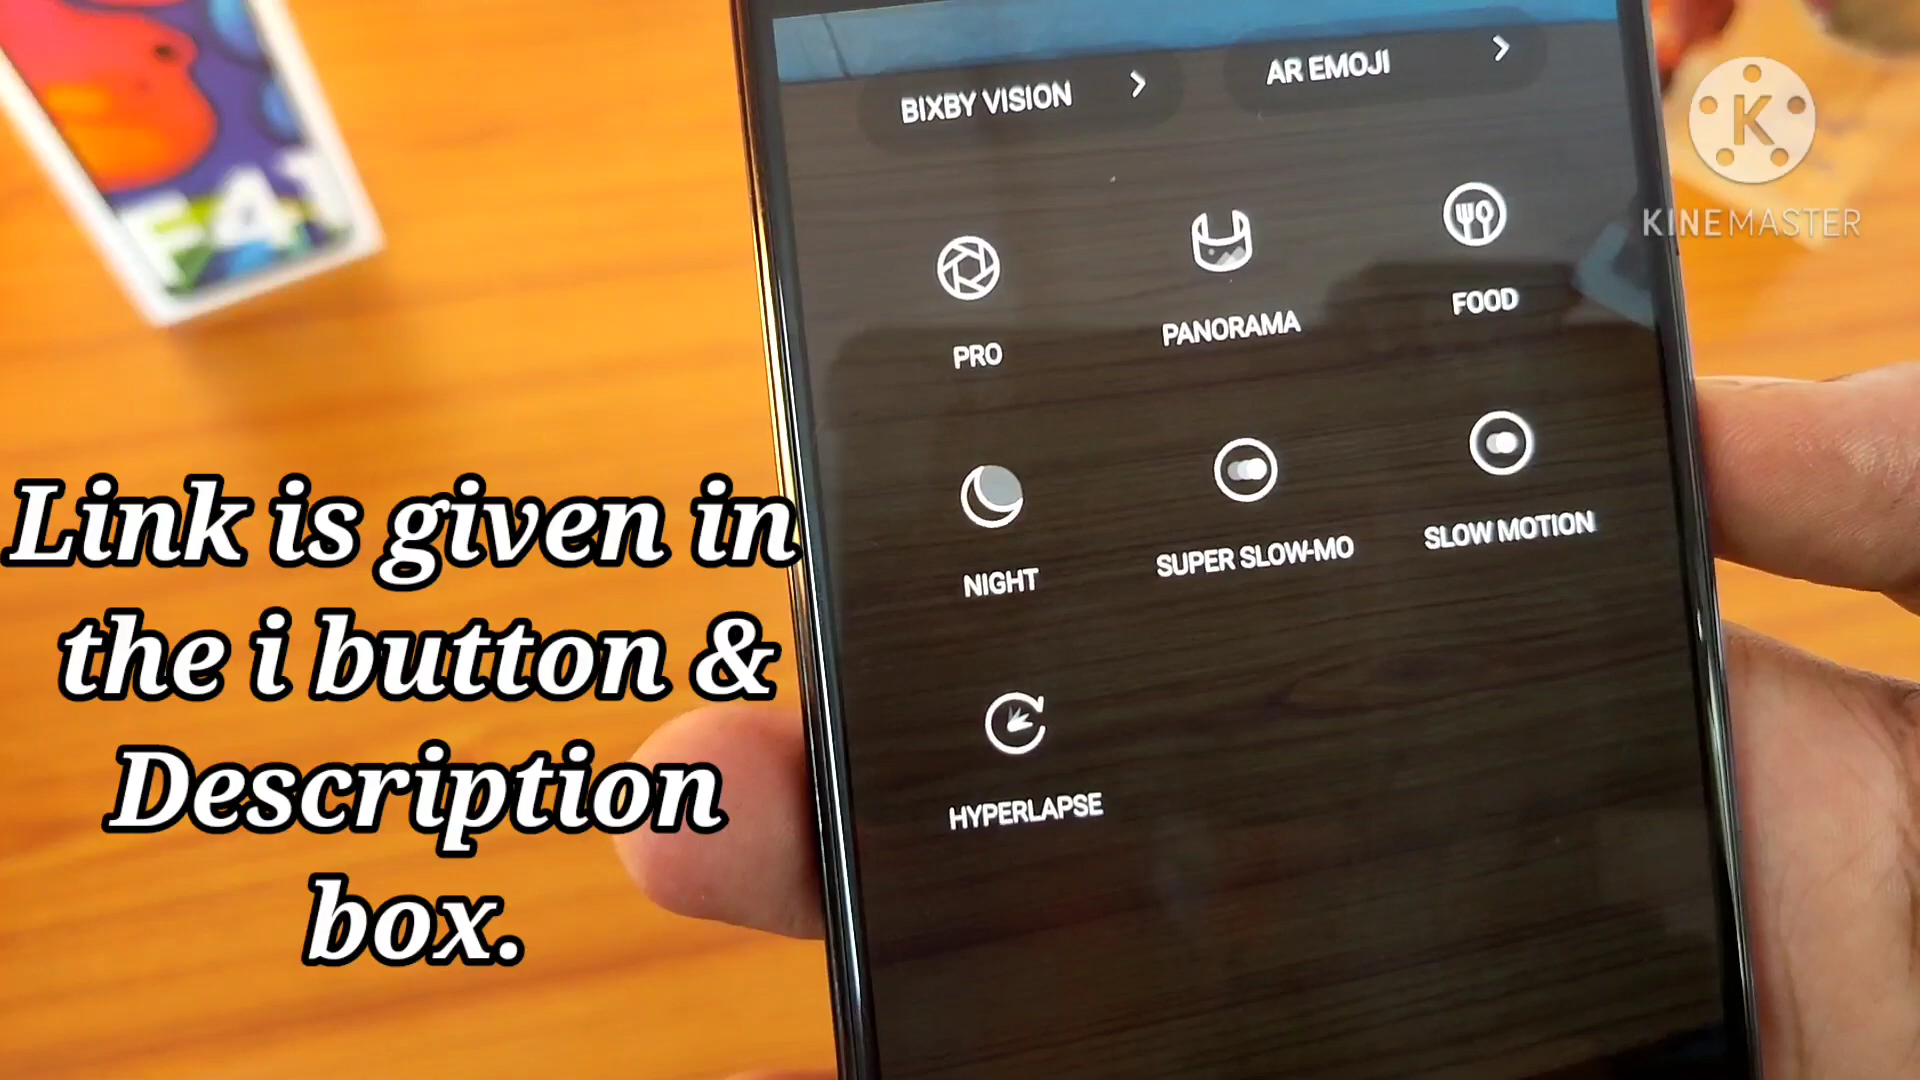 F41
BIXBY VISION >
AR EMOJI >
K
KINEMASTER
PRO
PANORAMA
FOOD
NIGHT
SUPER SLOW-MO
SLOW MOTION
HYPERLAPSE
Link is given in
the i button &
Description
box.